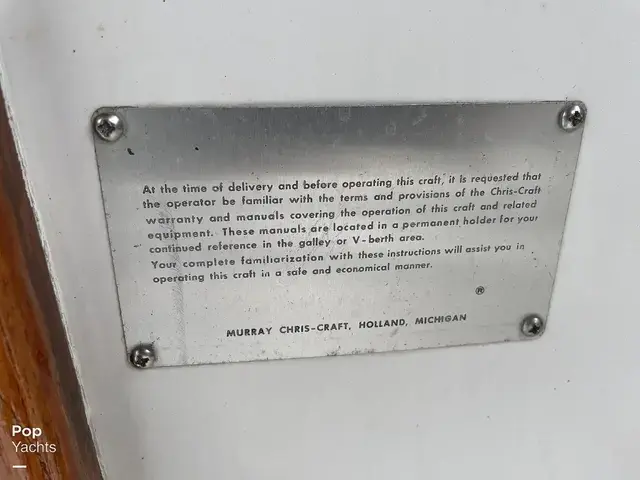 At the time of delivery and before operating this craft, it is requested that
the operator be familiar with the terms and provisions of the Chris-Craft
warranty and manuals covering the operation of this craft and related
equipment. These manuals are located in a permanent holder for your
continued reference in the galley or V-berth area.
Your complete familiarization with these instructions will assist you in
operating this craft in a safe and economical manner.
®
MURRAY CHRIS-CRAFT, HOLLAND, MICHIGAN
Pop
Yachts